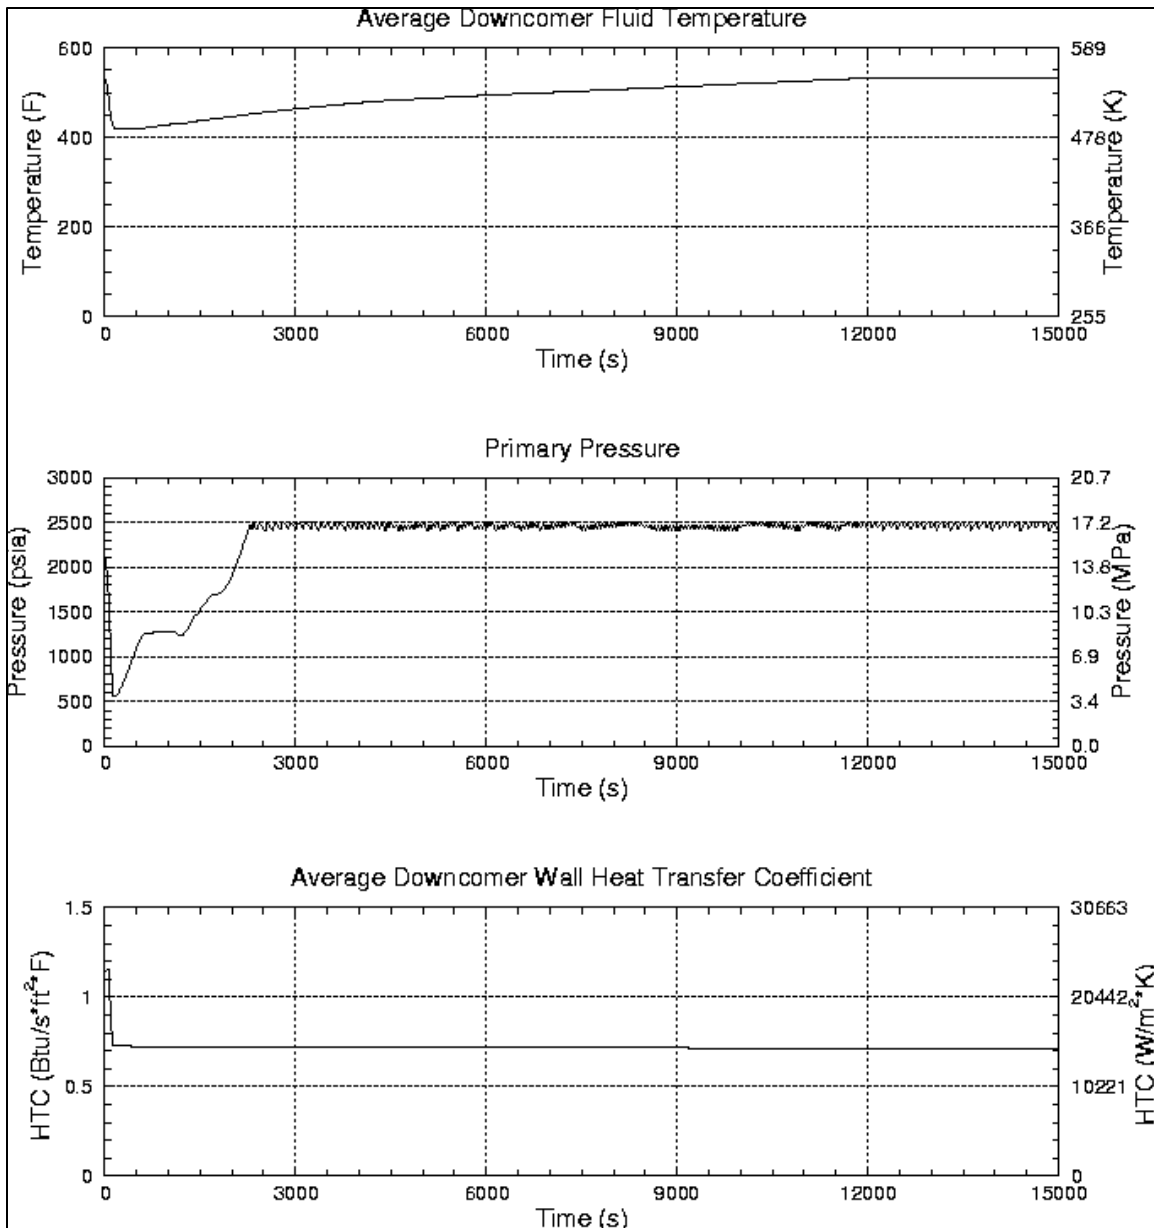 Average Downcomer Fluid Temperature
600
400
200
0
589
478
366
255
Temperature (F)
Temperature (K)
0 3000 6000 9000 12000 15000
Time (s)
Primary Pressure
3000
2500
2000
1500
1000
500
0
20.7
17.2
13.8
10.3
6.9
3.4
0.0
Pressure (psia)
Pressure (MPa)
0 3000 6000 9000 12000 15000
Time (s)
Average Downcomer Wall Heat Transfer Coefficient
1.5
1
0.5
0
30663
20442
10221
0
HTC (Btu/s*ft²*F)
HTC (W/m²*K)
0 3000 6000 9000 12000 15000
Time (s)